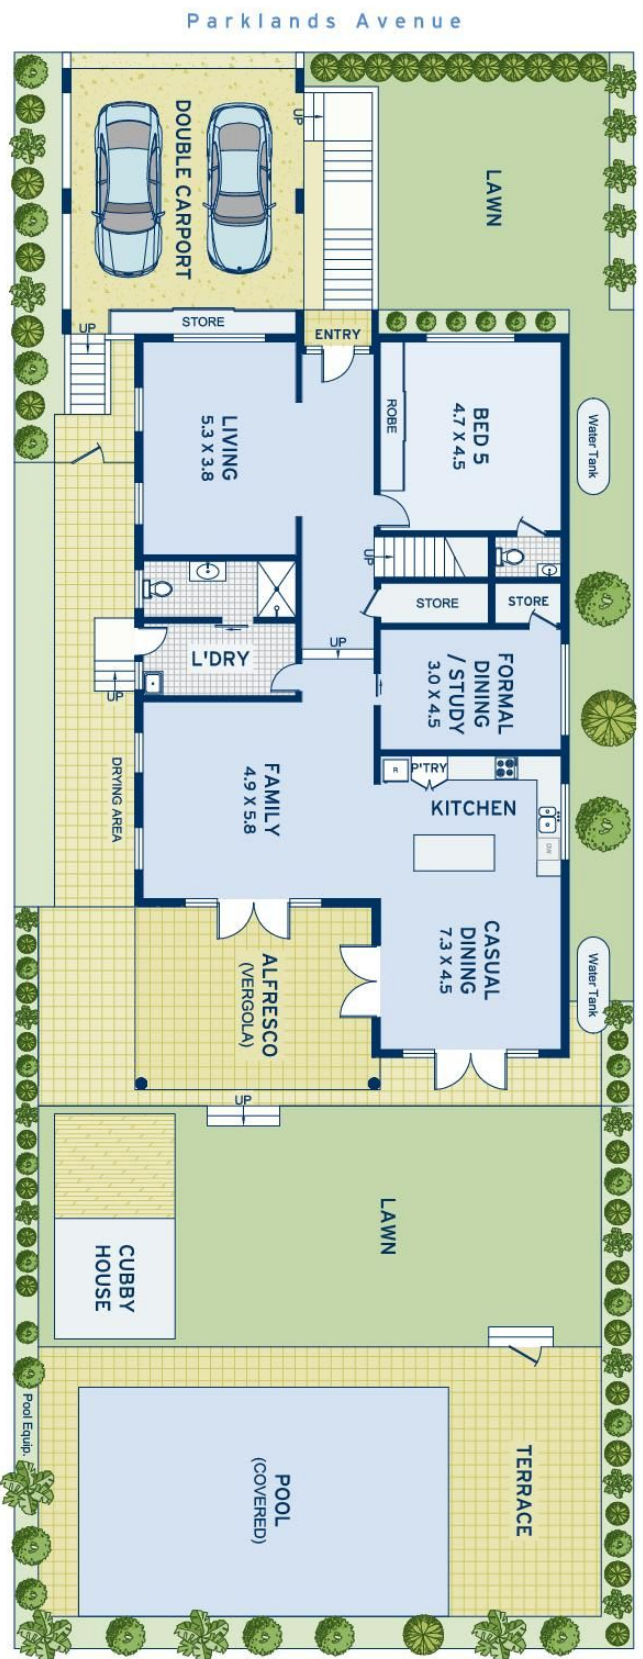 Parklands Avenue
DOUBLE CARPORT
UP
LAWN
UP
STORE
ENTRY
LIVING
5.3 X 3.8
ROBE
BED 5
4.7 X 4.5
Water Tank
UP
STORE
STORE
L'DRY
UP
UP
FORMAL
DINING
/ STUDY
3.0 X 4.5
DRYING AREA
FAMILY
4.9 X 5.8
R
P'TRY
KITCHEN
DW
CASUAL
DINING
7.3 X 4.5
ALFRESCO
(VERGOLA)
Water Tank
UP
LAWN
CUBBY
HOUSE
Pool Equip.
POOL
(COVERED)
TERRACE